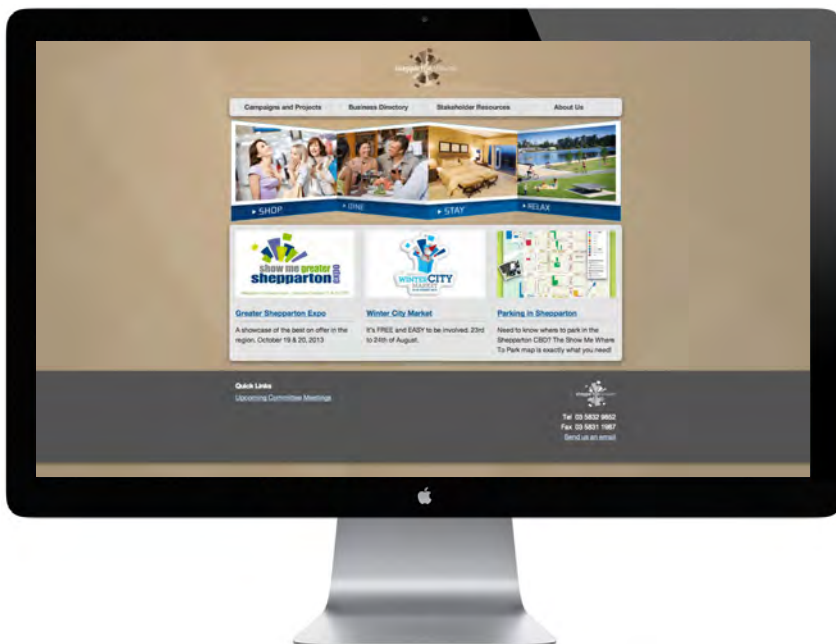 Campaigns and Projects Business Directory Stakeholder Resources About Us
SHOP DINE STAY RELAX
show me greater
shepparton
expo
WINTER CITY
MARKET
Greater Shepparton Expo Winter City Market Parking in Shepparton
A showcase of the best on offer in the It's FREE and EASY to be involved. 23rd Need to know where to park in the
region. October 19 & 20, 2013 to 24th of August. Shepparton CBD? The Show Me Where
To Park map is exactly what you need!
Quick Links
Upcoming Committee Meetings
Tel 03 5832 9852
Fax 03 5831 1987
Send us an email